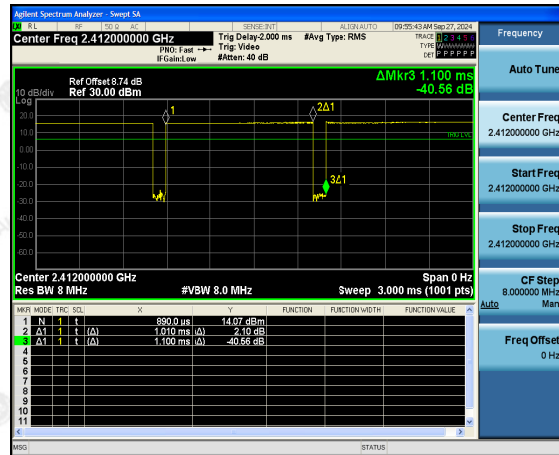 Agilent Spectrum Analyzer - Swept SA
RL RF 50 Ω AC SENSE:INT ALIGN AUTO 09:55:43 AM Sep 27, 2024
Center Freq 2.412000000 GHz
PNO: Fast
IFGain:Low
Trig Delay-2.000 ms
Trig: Video
#Atten: 40 dB
#Avg Type: RMS
TRACE 1 2 3 4 5 6
TYPE
DET P P P P P P
Ref Offset 8.74 dB
Ref 30.00 dBm
10 dB/div
Log
ΔMkr3 1.100 ms
-40.56 dB
20.0
10.0
0.00
-10.0
-20.0
-30.0
-40.0
-50.0
-60.0
1
2Δ1
3Δ1
TRIG LVL
Center 2.412000000 GHz Span 0 Hz
Res BW 8 MHz #VBW 8.0 MHz Sweep 3.000 ms (1001 pts)
MKR MODE TRC SCL X Y FUNCTION FUNCTION WIDTH FUNCTION VALUE
1 N 1 t 890.0 us 14.07 dBm
2 Δ1 1 t (Δ) 1.010 ms (Δ) 2.10 dB
3 Δ1 1 t (Δ) 1.100 ms (Δ) -40.56 dB
4
5
6
7
8
9
10
11
MSG STATUS
Frequency
Auto Tune
Center Freq
2.412000000 GHz
Start Freq
2.412000000 GHz
Stop Freq
2.412000000 GHz
CF Step
8.000000 MHz
Auto Man
Freq Offset
0 Hz